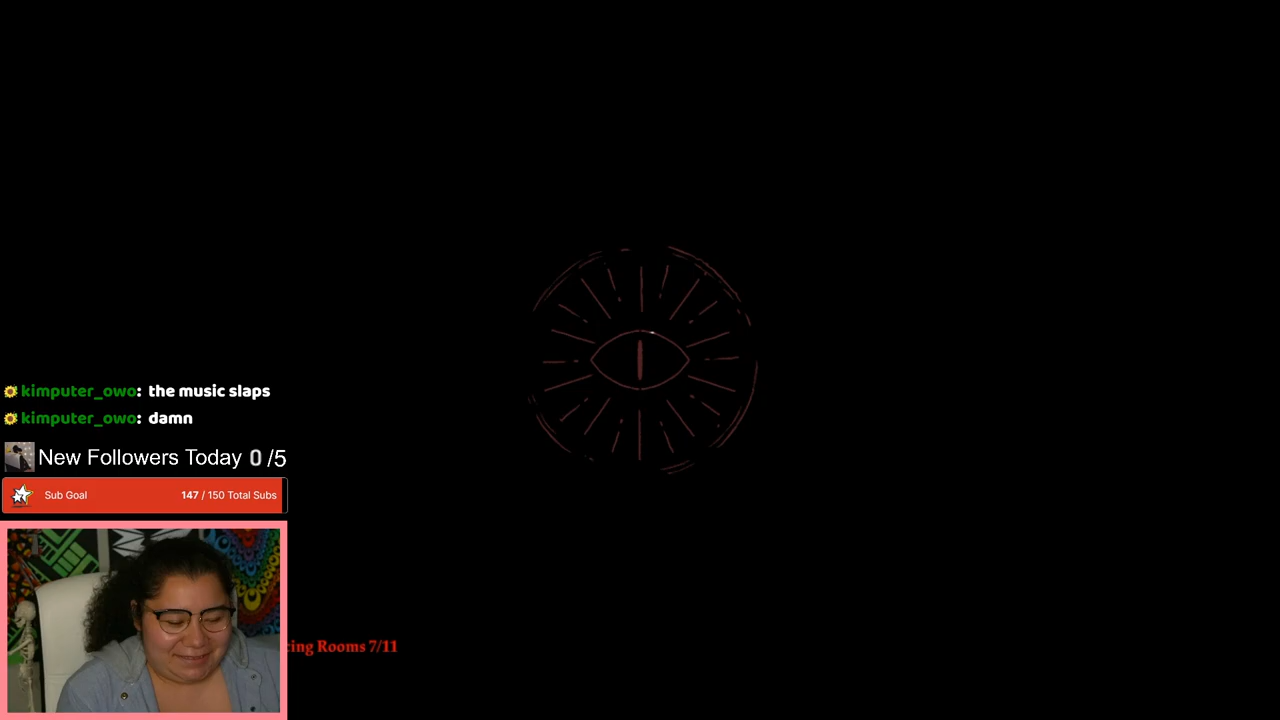 kimputer_owo: the music slaps
kimputer_owo: damn
New Followers Today 0 /5
Sub Goal 147 / 150 Total Subs
Rooms 7/11